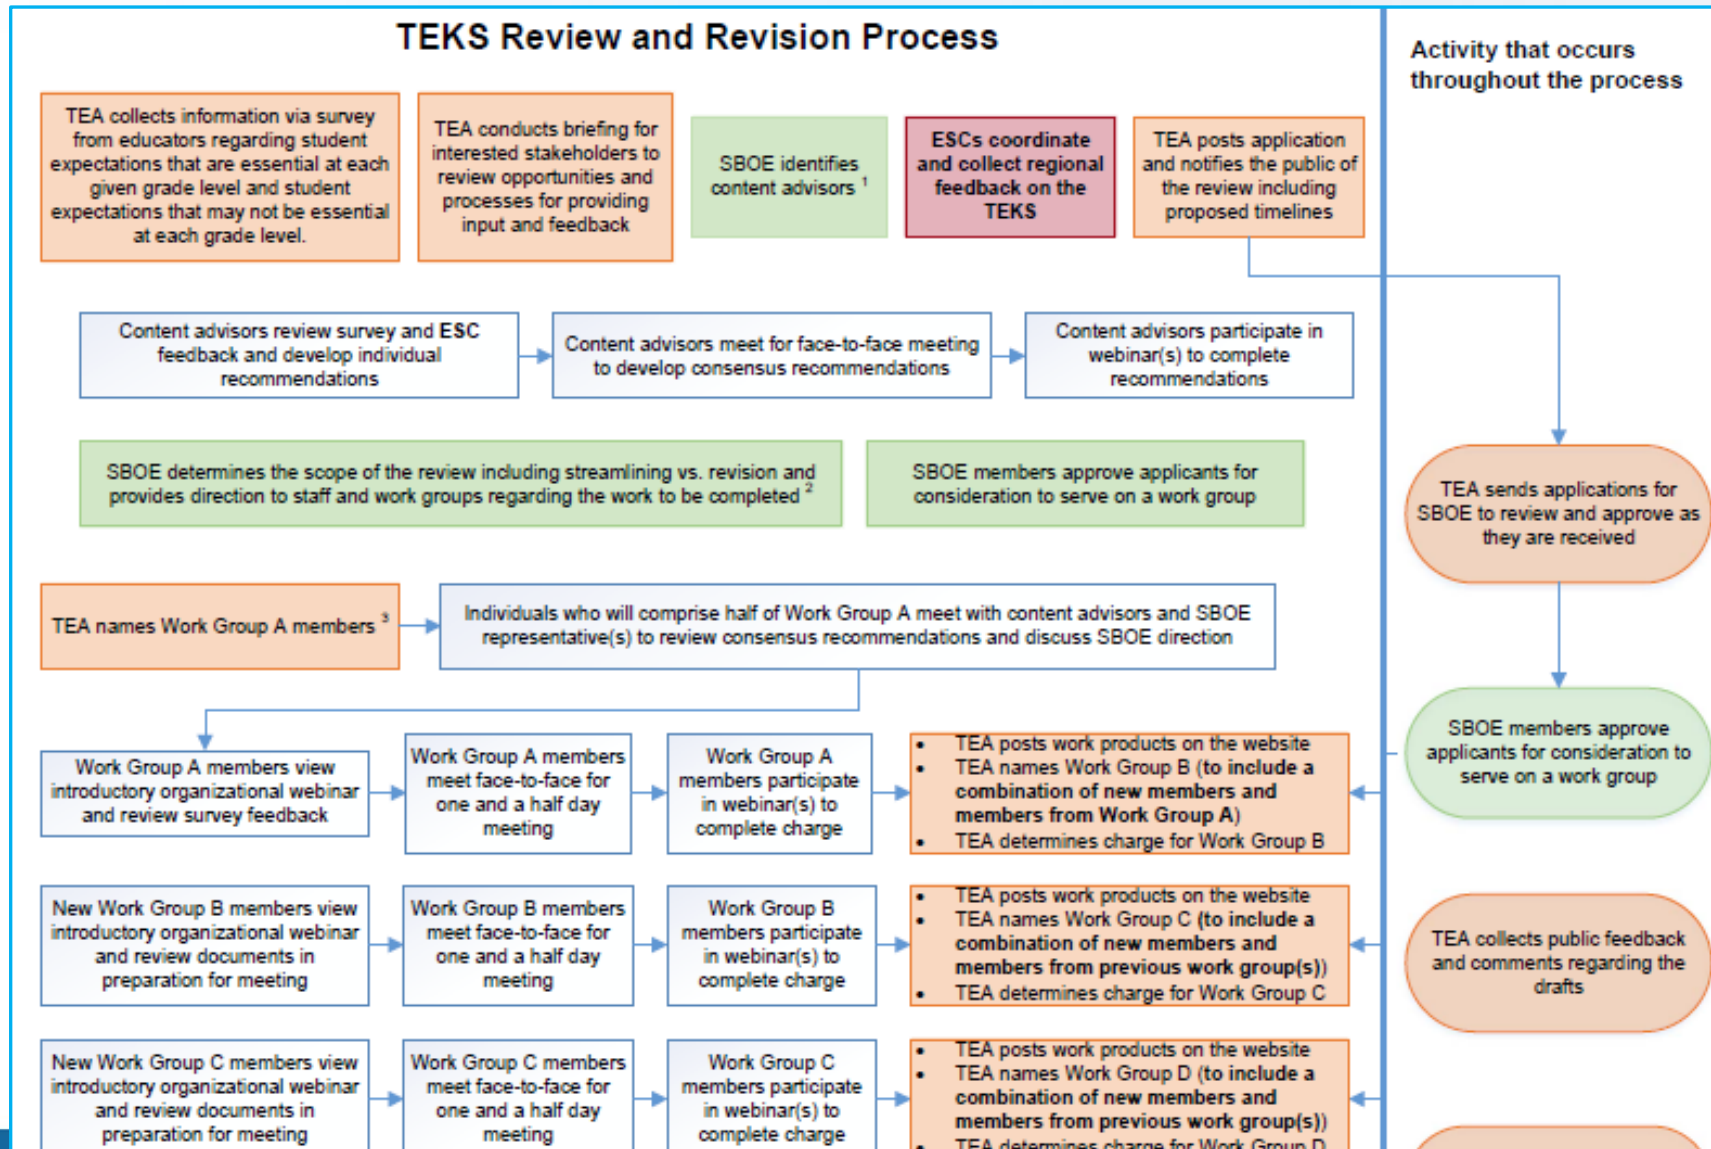 TEKS Review and Revision Process
Activity that occurs
throughout the process
TEA collects information via survey
from educators regarding student
expectations that are essential at each
given grade level and student
expectations that may not be essential
at each grade level.
TEA conducts briefing for
interested stakeholders to
review opportunities and
processes for providing
input and feedback
SBOE identifies
content advisors 1
ESCs coordinate
and collect regional
feedback on the
TEKS
TEA posts application
and notifies the public of
the review including
proposed timelines
Content advisors review survey and ESC
feedback and develop individual
recommendations
Content advisors meet for face-to-face meeting
to develop consensus recommendations
Content advisors participate in
webinar(s) to complete
recommendations
SBOE determines the scope of the review including streamlining vs. revision and
provides direction to staff and work groups regarding the work to be completed 2
SBOE members approve applicants for
consideration to serve on a work group
TEA sends applications for
SBOE to review and approve as
they are received
TEA names Work Group A members 3
Individuals who will comprise half of Work Group A meet with content advisors and SBOE
representative(s) to review consensus recommendations and discuss SBOE direction
SBOE members approve
applicants for consideration to
serve on a work group
Work Group A members view
introductory organizational webinar
and review survey feedback
Work Group A members
meet face-to-face for
one and a half day
meeting
Work Group A
members participate
in webinar(s) to
complete charge
• TEA posts work products on the website
• TEA names Work Group B (to include a
combination of new members and
members from Work Group A)
• TEA determines charge for Work Group B
New Work Group B members view
introductory organizational webinar
and review documents in
preparation for meeting
Work Group B members
meet face-to-face for
one and a half day
meeting
Work Group B
members participate
in webinar(s) to
complete charge
• TEA posts work products on the website
• TEA names Work Group C (to include a
combination of new members and
members from previous work group(s))
• TEA determines charge for Work Group C
TEA collects public feedback
and comments regarding the
drafts
New Work Group C members view
introductory organizational webinar
and review documents in
preparation for meeting
Work Group C members
meet face-to-face for
one and a half day
meeting
Work Group C
members participate
in webinar(s) to
complete charge
• TEA posts work products on the website
• TEA names Work Group D (to include a
combination of new members and
members from previous work group(s))
• TEA determines charge for Work Group D